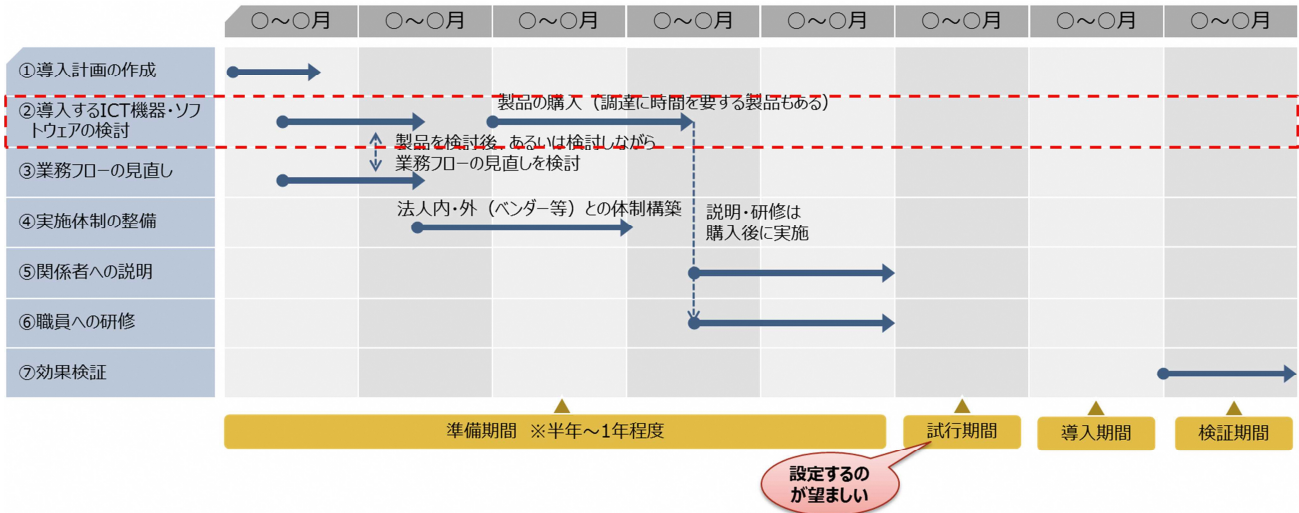 〇～〇月 〇～〇月 〇～〇月 〇～〇月 〇～〇月 〇～〇月 〇～〇月 〇～〇月
①導入計画の作成
②導入するICT機器・ソフ
トウェアの検討
製品の購入（調達に時間を要する製品もある）
製品を検討後、あるいは検討しながら
業務フローの見直しを検討
③業務フローの見直し
④実施体制の整備
法人内・外（ベンダー等）との体制構築
説明・研修は
購入後に実施
⑤関係者への説明
⑥職員への研修
⑦効果検証
準備期間 ※半年～1年程度
試行期間
導入期間
検証期間
設定するの
が望ましい